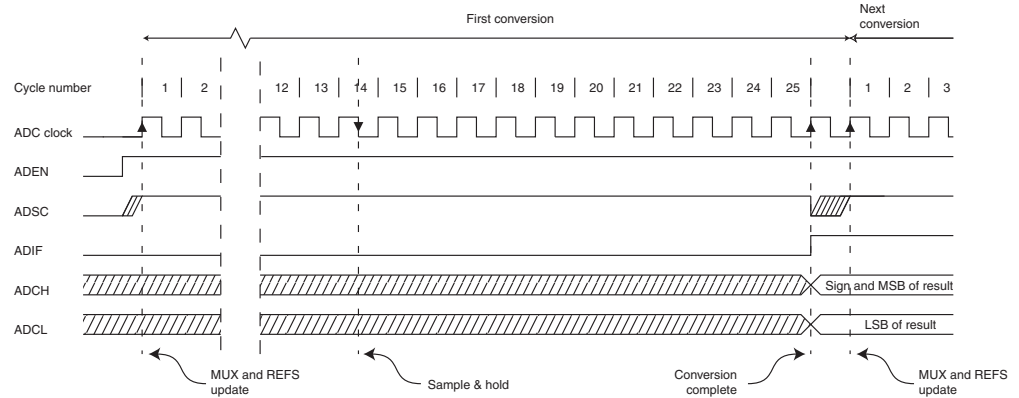 First conversion
Next
conversion
Cycle number 1 2 12 13 14 15 16 17 18 19 20 21 22 23 24 25 1 2 3
ADC clock
ADEN
ADSC
ADIF
ADCH Sign and MSB of result
ADCL LSB of result
MUX and REFS
update
Sample & hold
Conversion
complete
MUX and REFS
update